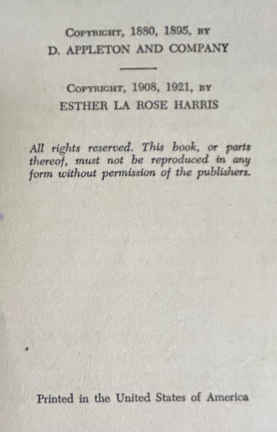 Copyright, 1880, 1895, by
D. APPLETON AND COMPANY
Copyright, 1908, 1921, by
ESTHER LA ROSE HARRIS
All rights reserved. This book, or parts
thereof, must not be reproduced in any
form without permission of the publishers.
Printed in the United States of America